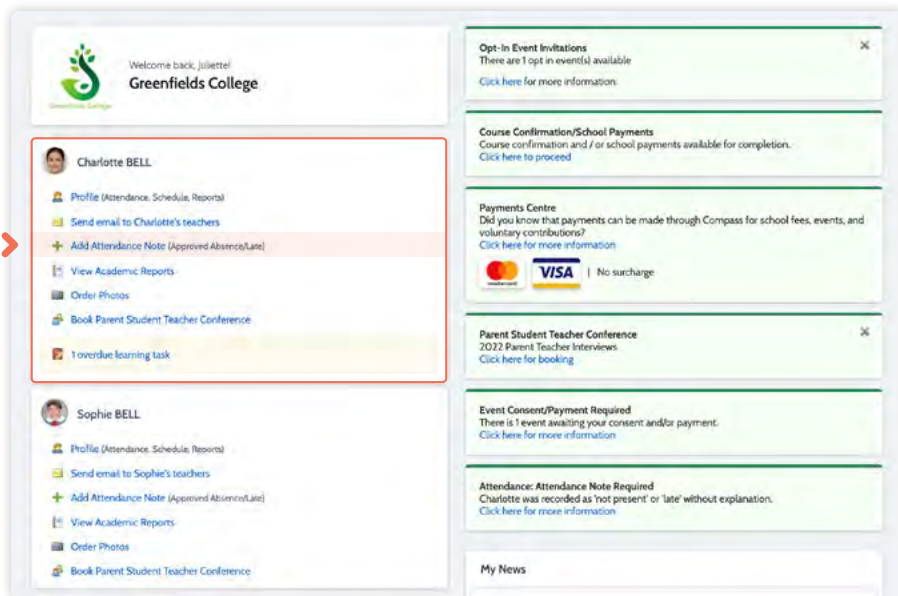 Welcome back, Juliette!
Greenfields College
Greenfields College
Charlotte BELL
Profile (Attendance, Schedule, Reports)
Send email to Charlotte's teachers
Add Attendance Note (Approved Absence/Late)
View Academic Reports
Order Photos
Book Parent Student Teacher Conference
1 overdue learning task
Sophie BELL
Profile (Attendance, Schedule, Reports)
Send email to Sophie's teachers
Add Attendance Note (Approved Absence/Late)
View Academic Reports
Order Photos
Book Parent Student Teacher Conference
Opt-In Event Invitations
There are 1 opt in event(s) available
Click here for more information.
Course Confirmation/School Payments
Course confirmation and / or school payments available for completion.
Click here to proceed
Payments Centre
Did you know that payments can be made through Compass for school fees, events, and
voluntary contributions?
Click here for more information
mastercard VISA | No surcharge
Parent Student Teacher Conference
2022 Parent Teacher Interviews
Click here for booking
Event Consent/Payment Required
There is 1 event awaiting your consent and/or payment.
Click here for more information
Attendance: Attendance Note Required
Charlotte was recorded as 'not present' or 'late' without explanation.
Click here for more information
My News